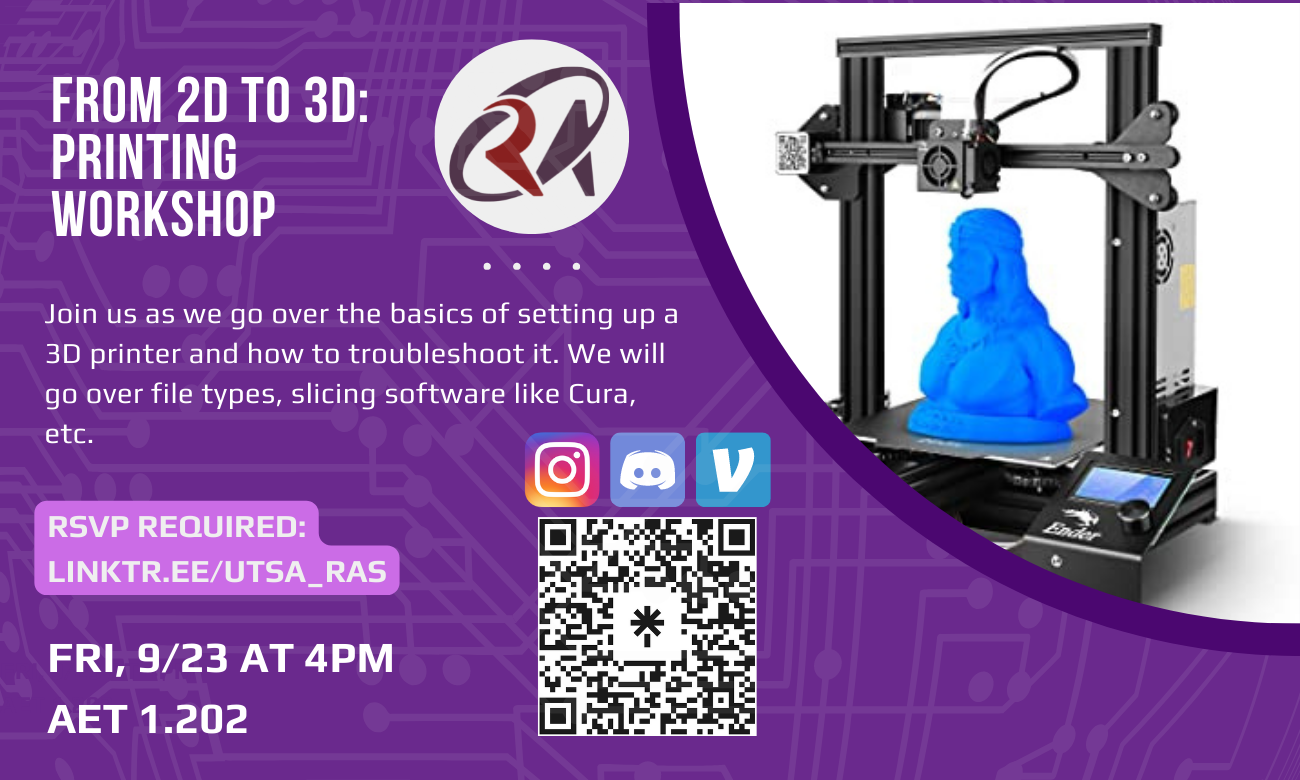 FROM 2D TO 3D:
PRINTING
WORKSHOP
RA
Join us as we go over the basics of setting up a
3D printer and how to troubleshoot it. We will
go over file types, slicing software like Cura,
etc.
RSVP REQUIRED:
LINKTR.EE/UTSA_RAS
FRI, 9/23 AT 4PM
AET 1.202
Ender